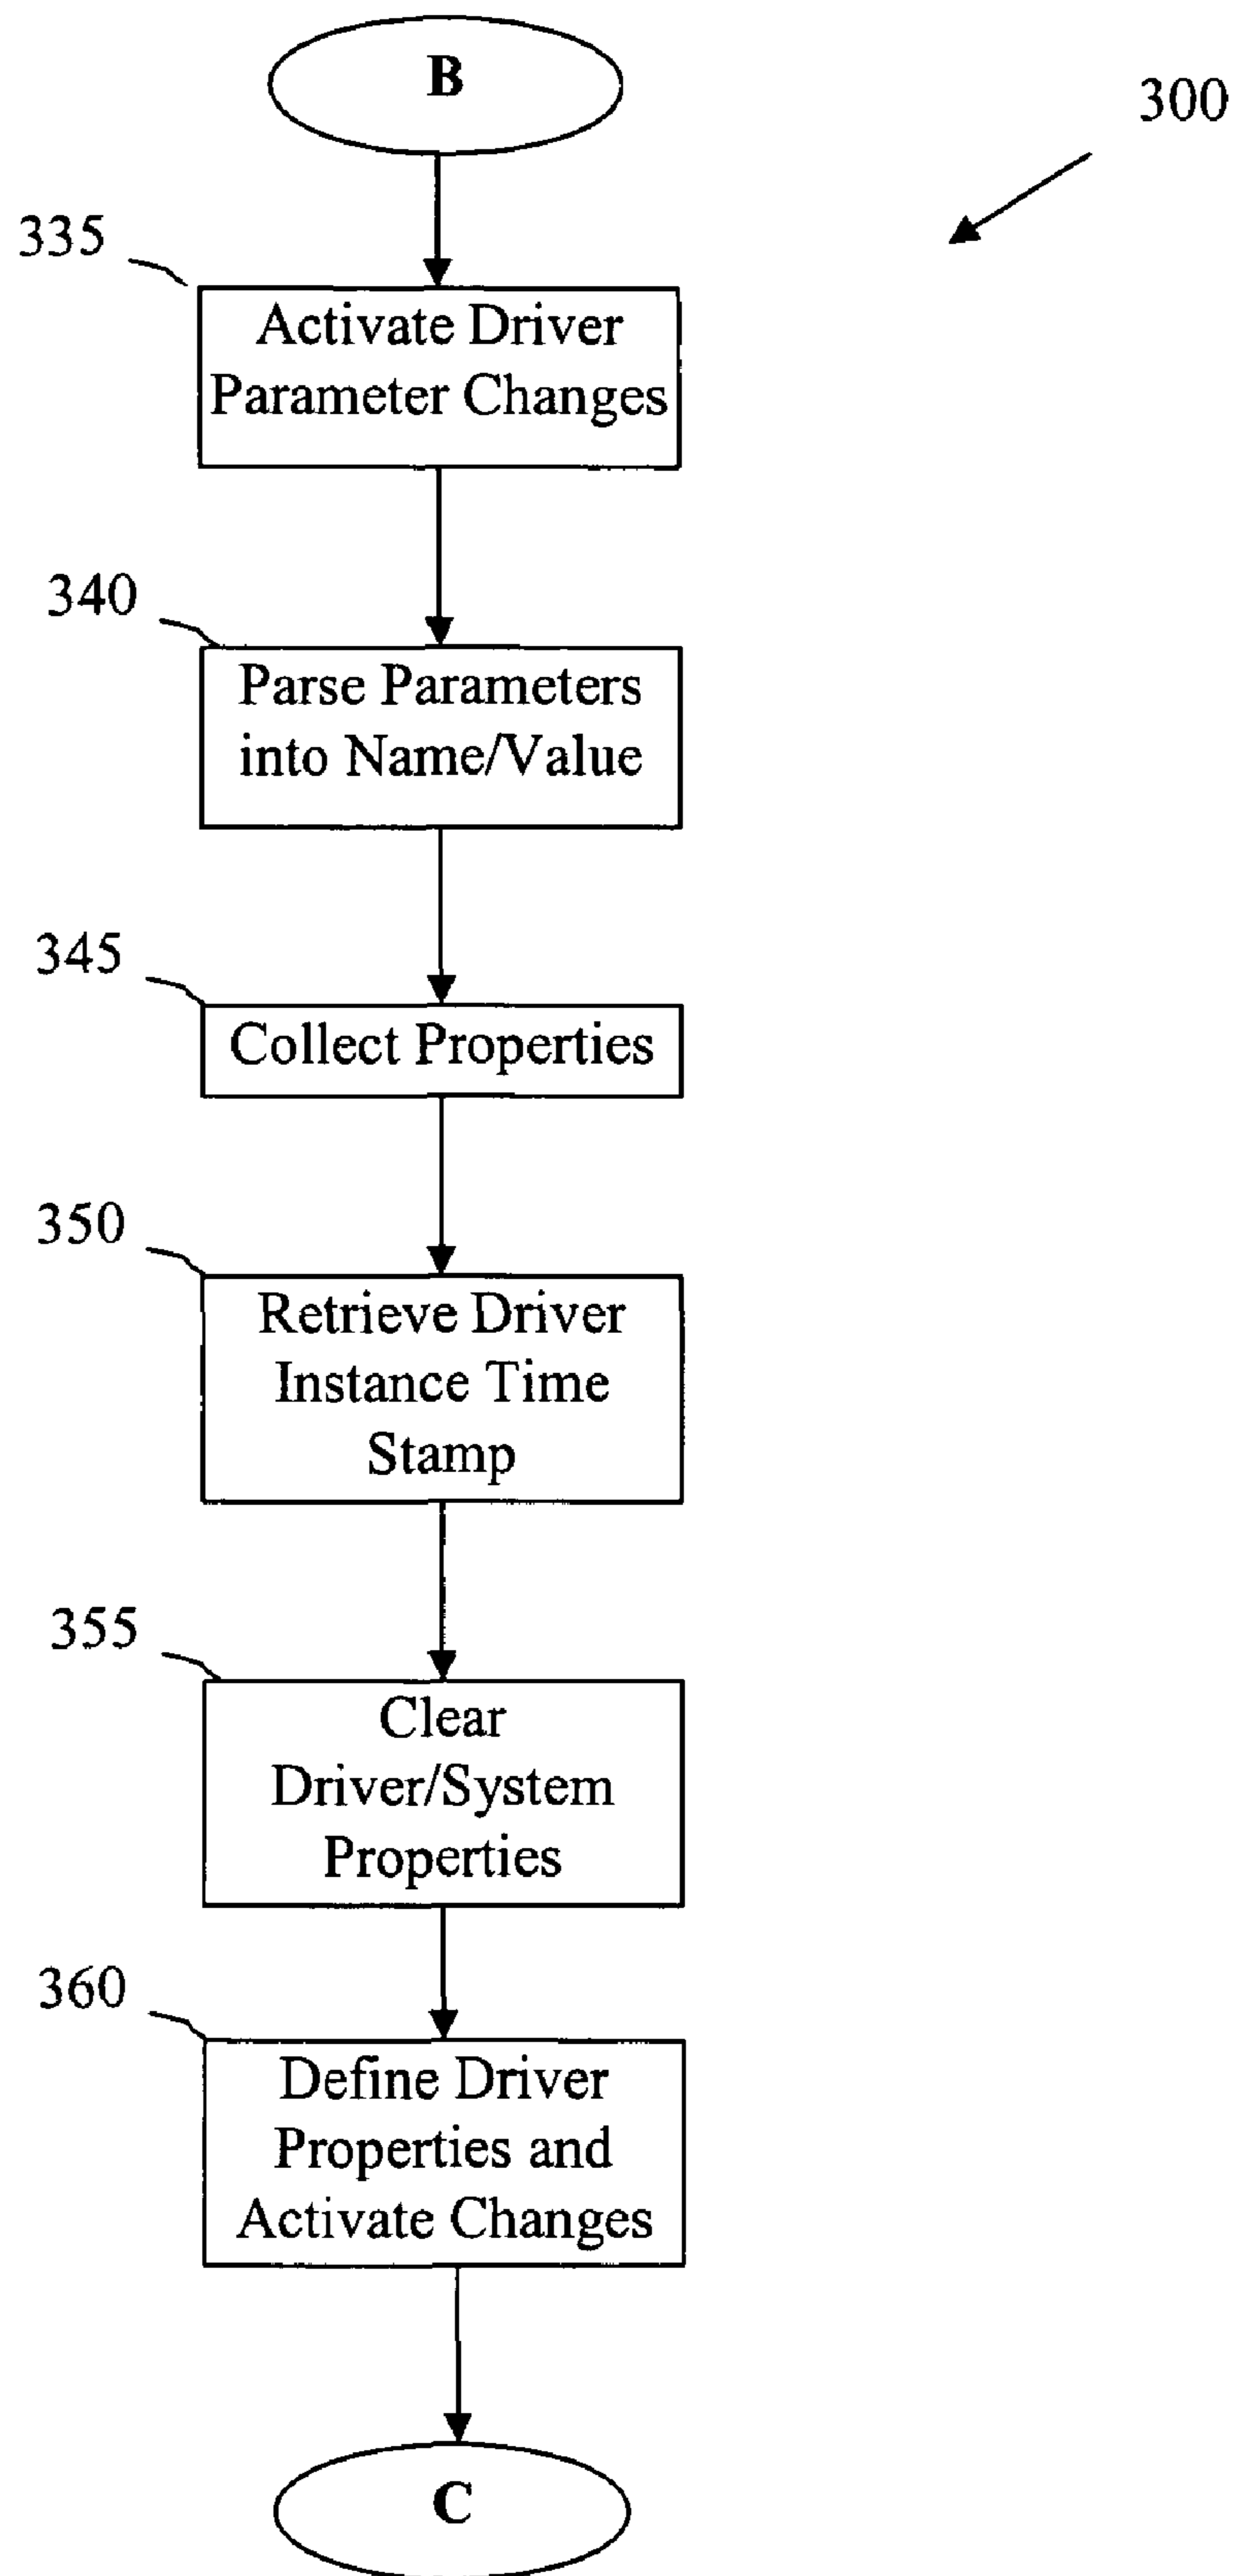 B
300
335
Activate Driver
Parameter Changes
340
Parse Parameters
into Name/Value
345
Collect Properties
350
Retrieve Driver
Instance Time
Stamp
355
Clear
Driver/System
Properties
360
Define Driver
Properties and
Activate Changes
C